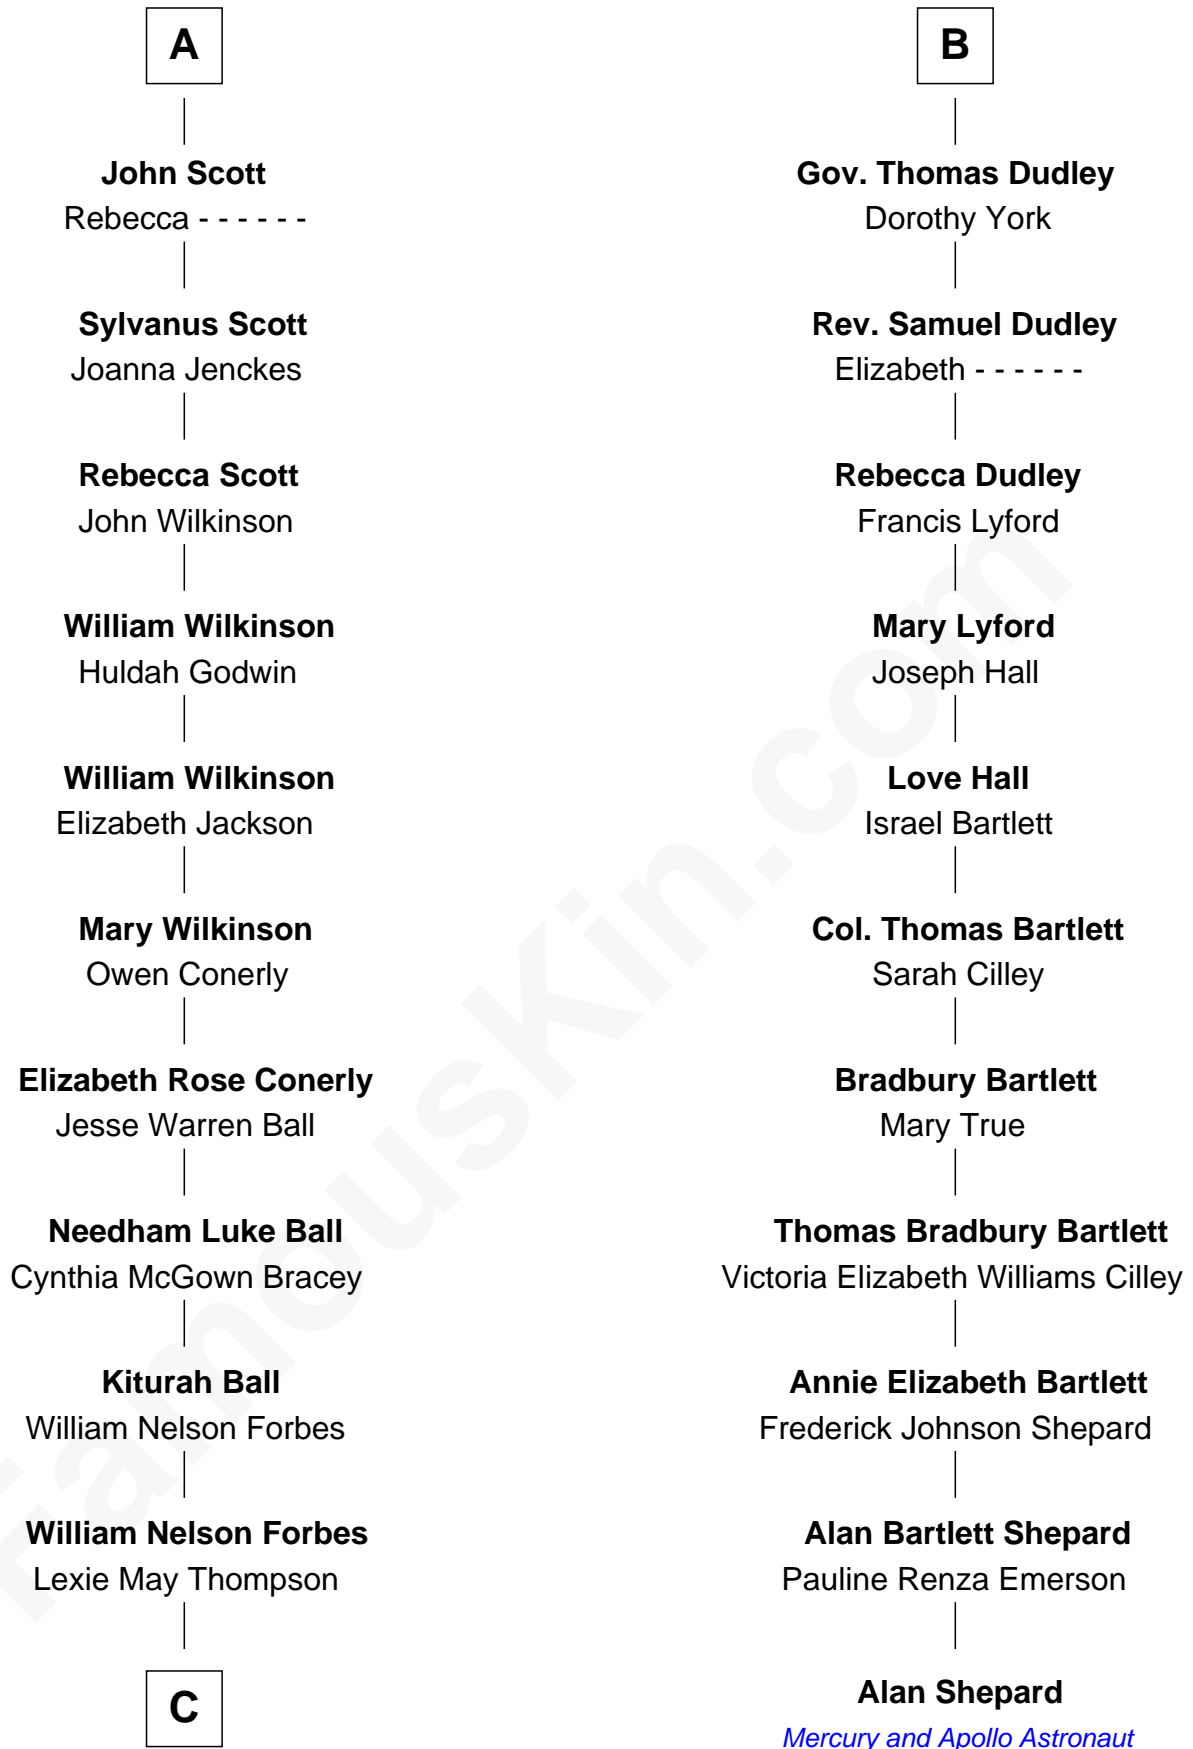 A
John Scott
Rebecca - - - - - -
Sylvanus Scott
Joanna Jenckes
Rebecca Scott
John Wilkinson
William Wilkinson
Huldah Godwin
William Wilkinson
Elizabeth Jackson
Mary Wilkinson
Owen Conerly
Elizabeth Rose Conerly
Jesse Warren Ball
Needham Luke Ball
Cynthia McGown Bracey
Kiturah Ball
William Nelson Forbes
William Nelson Forbes
Lexie May Thompson
C
B
Gov. Thomas Dudley
Dorothy York
Rev. Samuel Dudley
Elizabeth - - - - - -
Rebecca Dudley
Francis Lyford
Mary Lyford
Joseph Hall
Love Hall
Israel Bartlett
Col. Thomas Bartlett
Sarah Cilley
Bradbury Bartlett
Mary True
Thomas Bradbury Bartlett
Victoria Elizabeth Williams Cilley
Annie Elizabeth Bartlett
Frederick Johnson Shepard
Alan Bartlett Shepard
Pauline Renza Emerson
Alan Shepard
Mercury and Apollo Astronaut
FamousKin.com